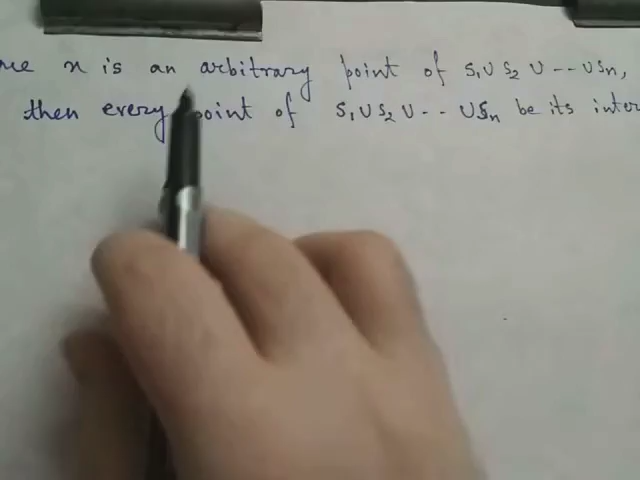 x is an arbitrary point of S₁∪S₂∪--∪Sn,
then every point of S₁∪S₂∪--∪Sn be its